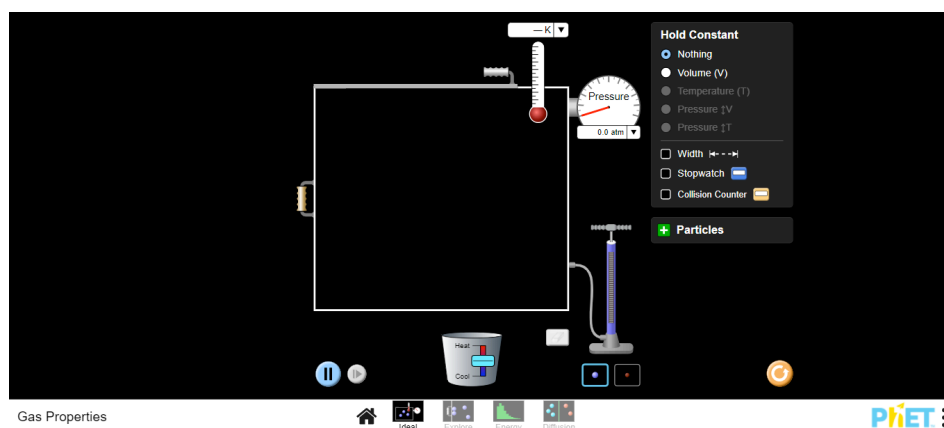 — K
Pressure
0.0 atm
Hold Constant
Nothing
Volume (V)
Temperature (T)
Pressure ↕V
Pressure ↕T
Width
Stopwatch
Collision Counter
Particles
Heat
Cool
Gas Properties
Ideal
Explore
Energy
Diffusion
PhET